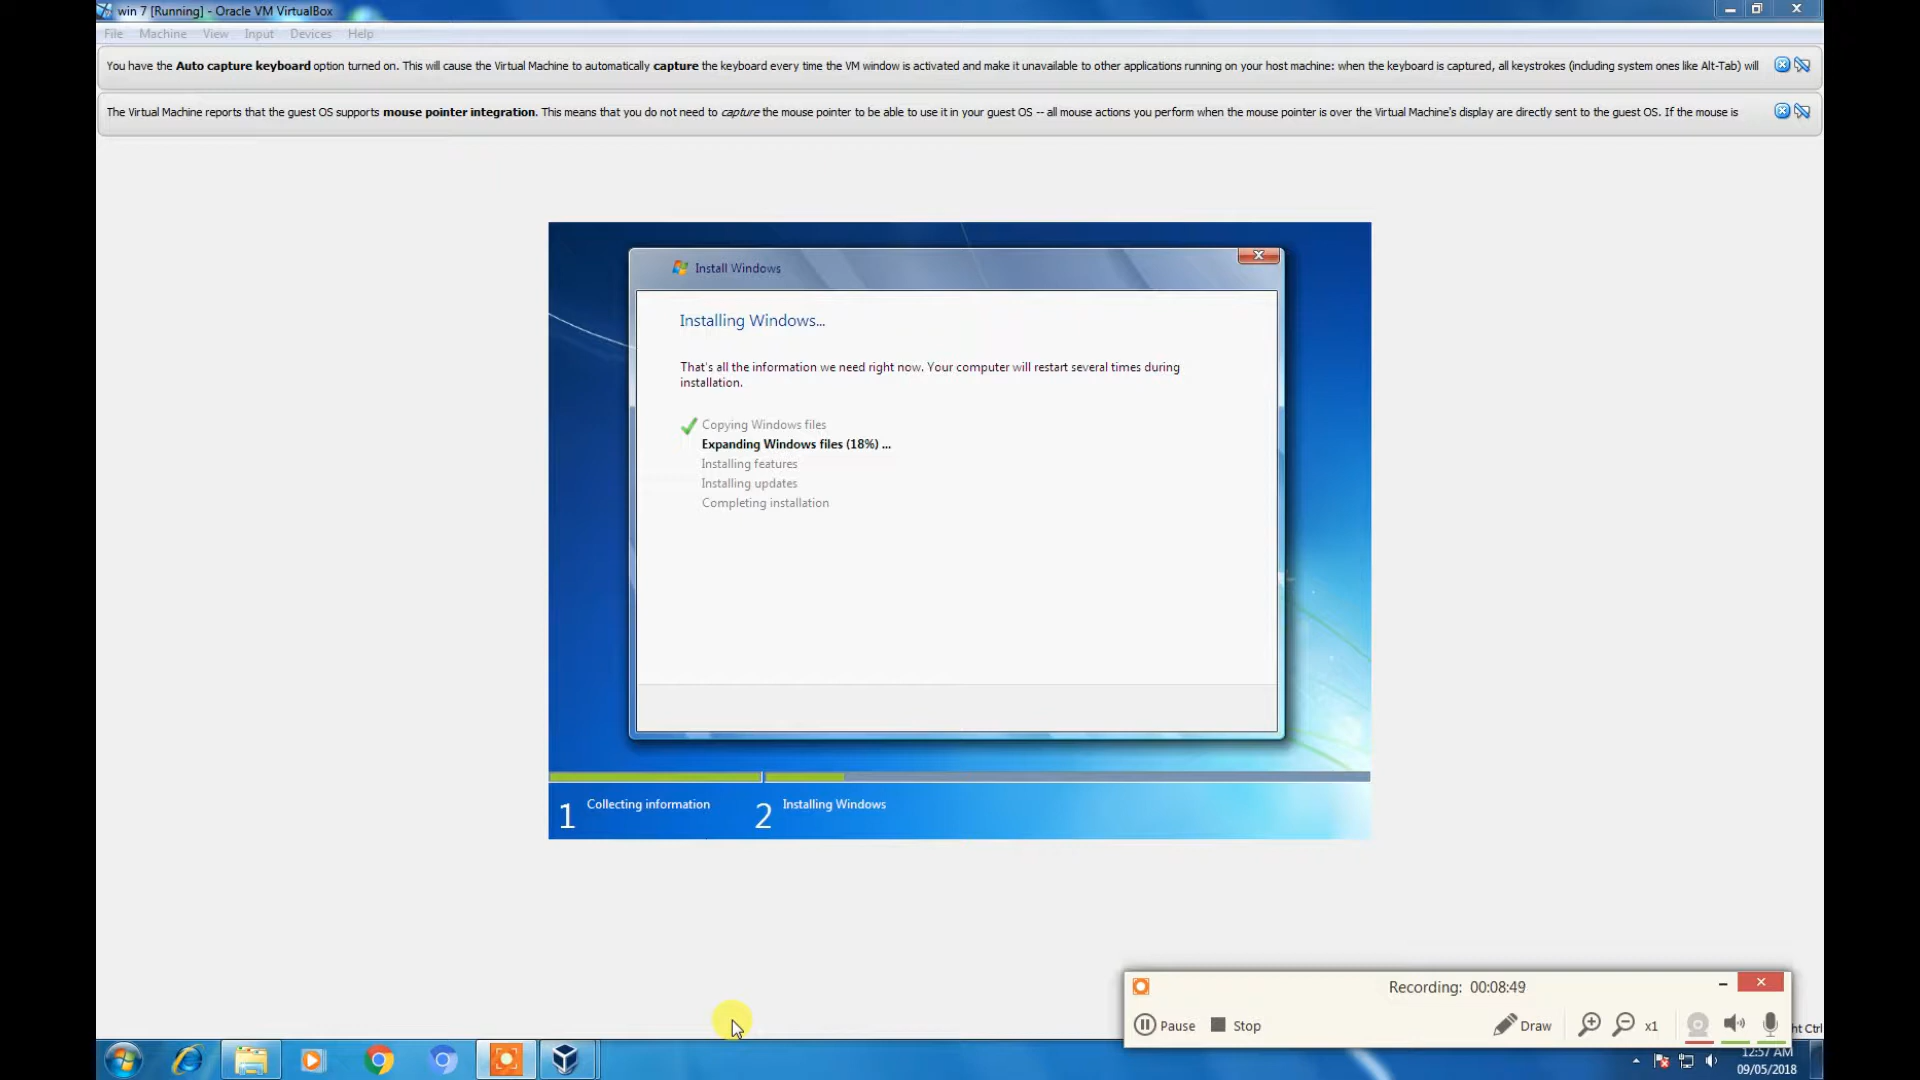 win 7 [Running] - Oracle VM VirtualBox
File Machine View Input Devices Help
You have the Auto capture keyboard option turned on. This will cause the Virtual Machine to automatically capture the keyboard every time the VM window is activated and make it unavailable to other applications running on your host machine: when the keyboard is captured, all keystrokes (including system ones like Alt-Tab) will
The Virtual Machine reports that the guest OS supports mouse pointer integration. This means that you do not need to capture the mouse pointer to be able to use it in your guest OS -- all mouse actions you perform when the mouse pointer is over the Virtual Machine's display are directly sent to the guest OS. If the mouse is
Install Windows
Installing Windows...
That's all the information we need right now. Your computer will restart several times during
installation.
Copying Windows files
Expanding Windows files (18%) ...
Installing features
Installing updates
Completing installation
1 Collecting information 2 Installing Windows
Recording: 00:08:49
Pause Stop Draw x1
ht Ctrl
12:57 AM
09/05/2018